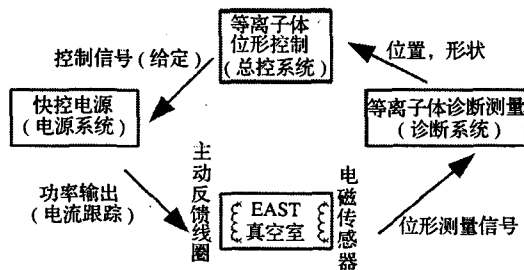 等离子体
位形控制
(总控系统)
控制信号(给定)
位置，形状
快控电源
(电源系统)
等离子体诊断测量
(诊断系统)
功率输出
(电流跟踪)
主动反馈线圈
EAST
真空室
电磁传感器
位形测量信号